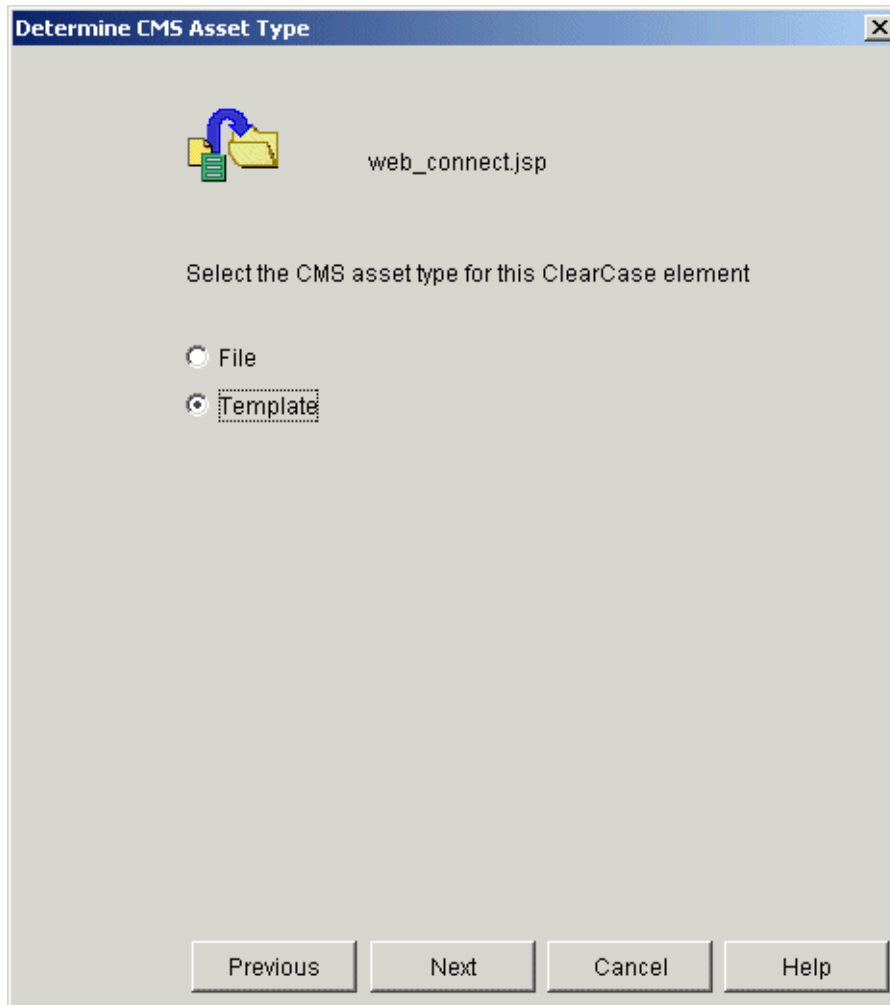 Determine CMS Asset Type
web_connect.jsp
Select the CMS asset type for this ClearCase element
File
Template
Previous Next Cancel Help